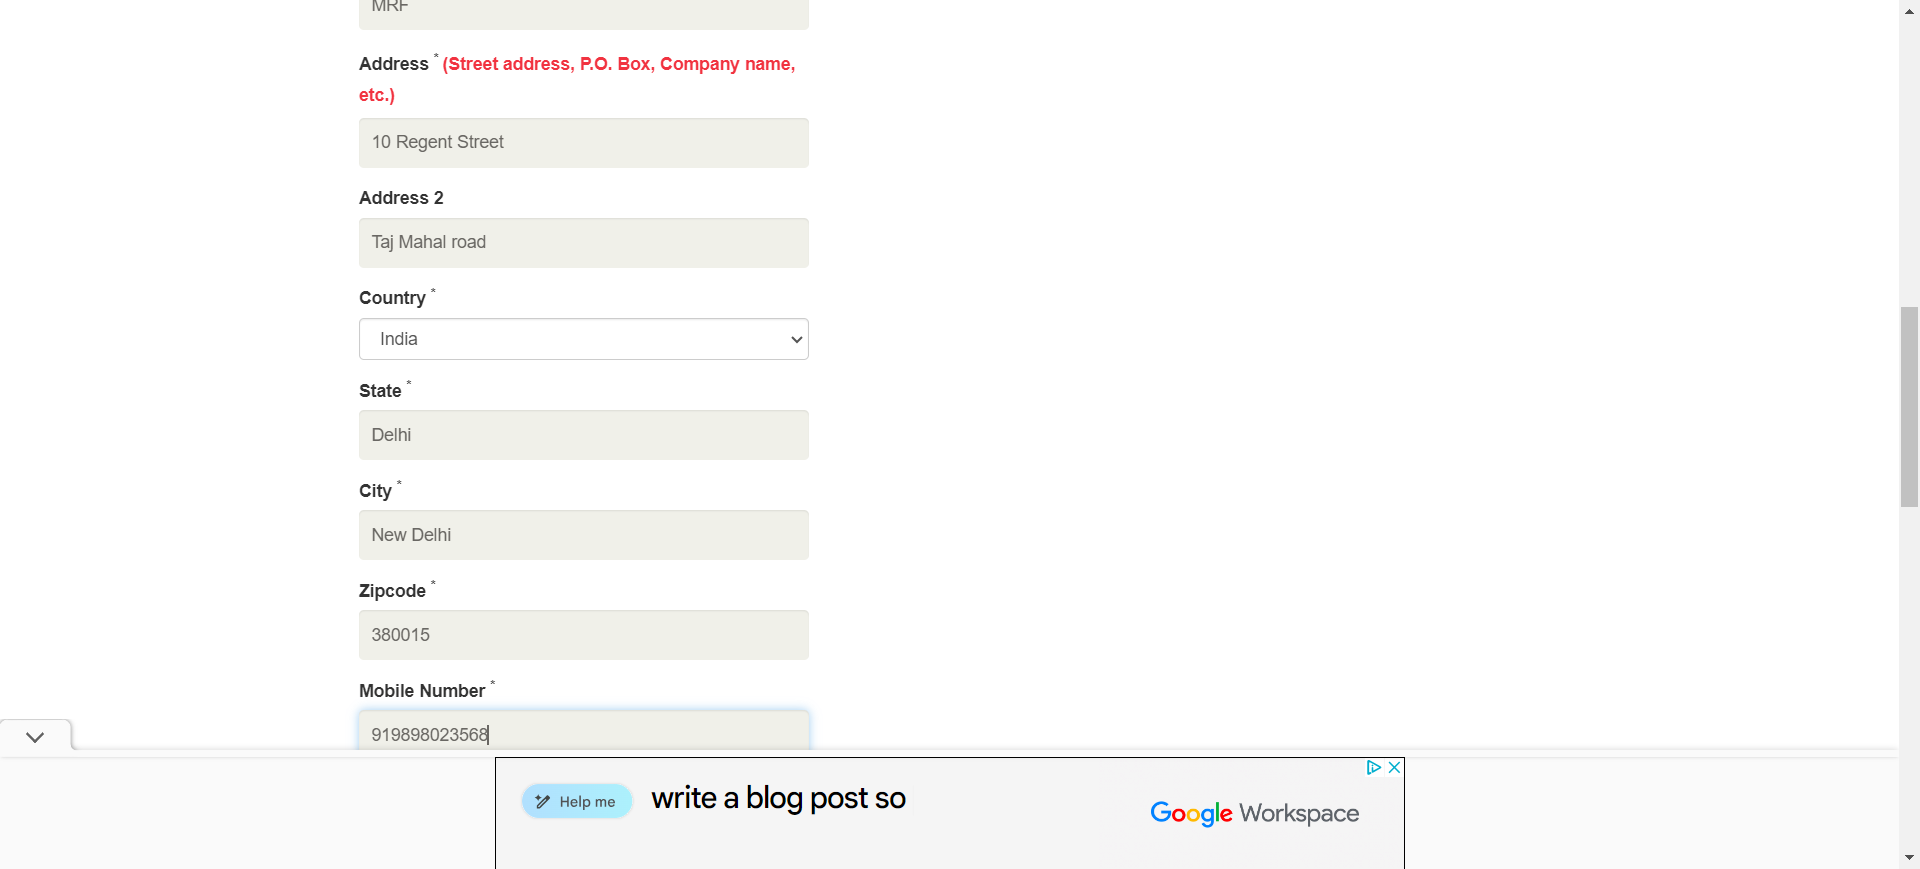 MRF
Address * (Street address, P.O. Box, Company name,
etc.)
10 Regent Street
Address 2
Taj Mahal road
Country *
India
State *
Delhi
City *
New Delhi
Zipcode *
380015
Mobile Number *
919898023568
Help me
write a blog post so
Google Workspace